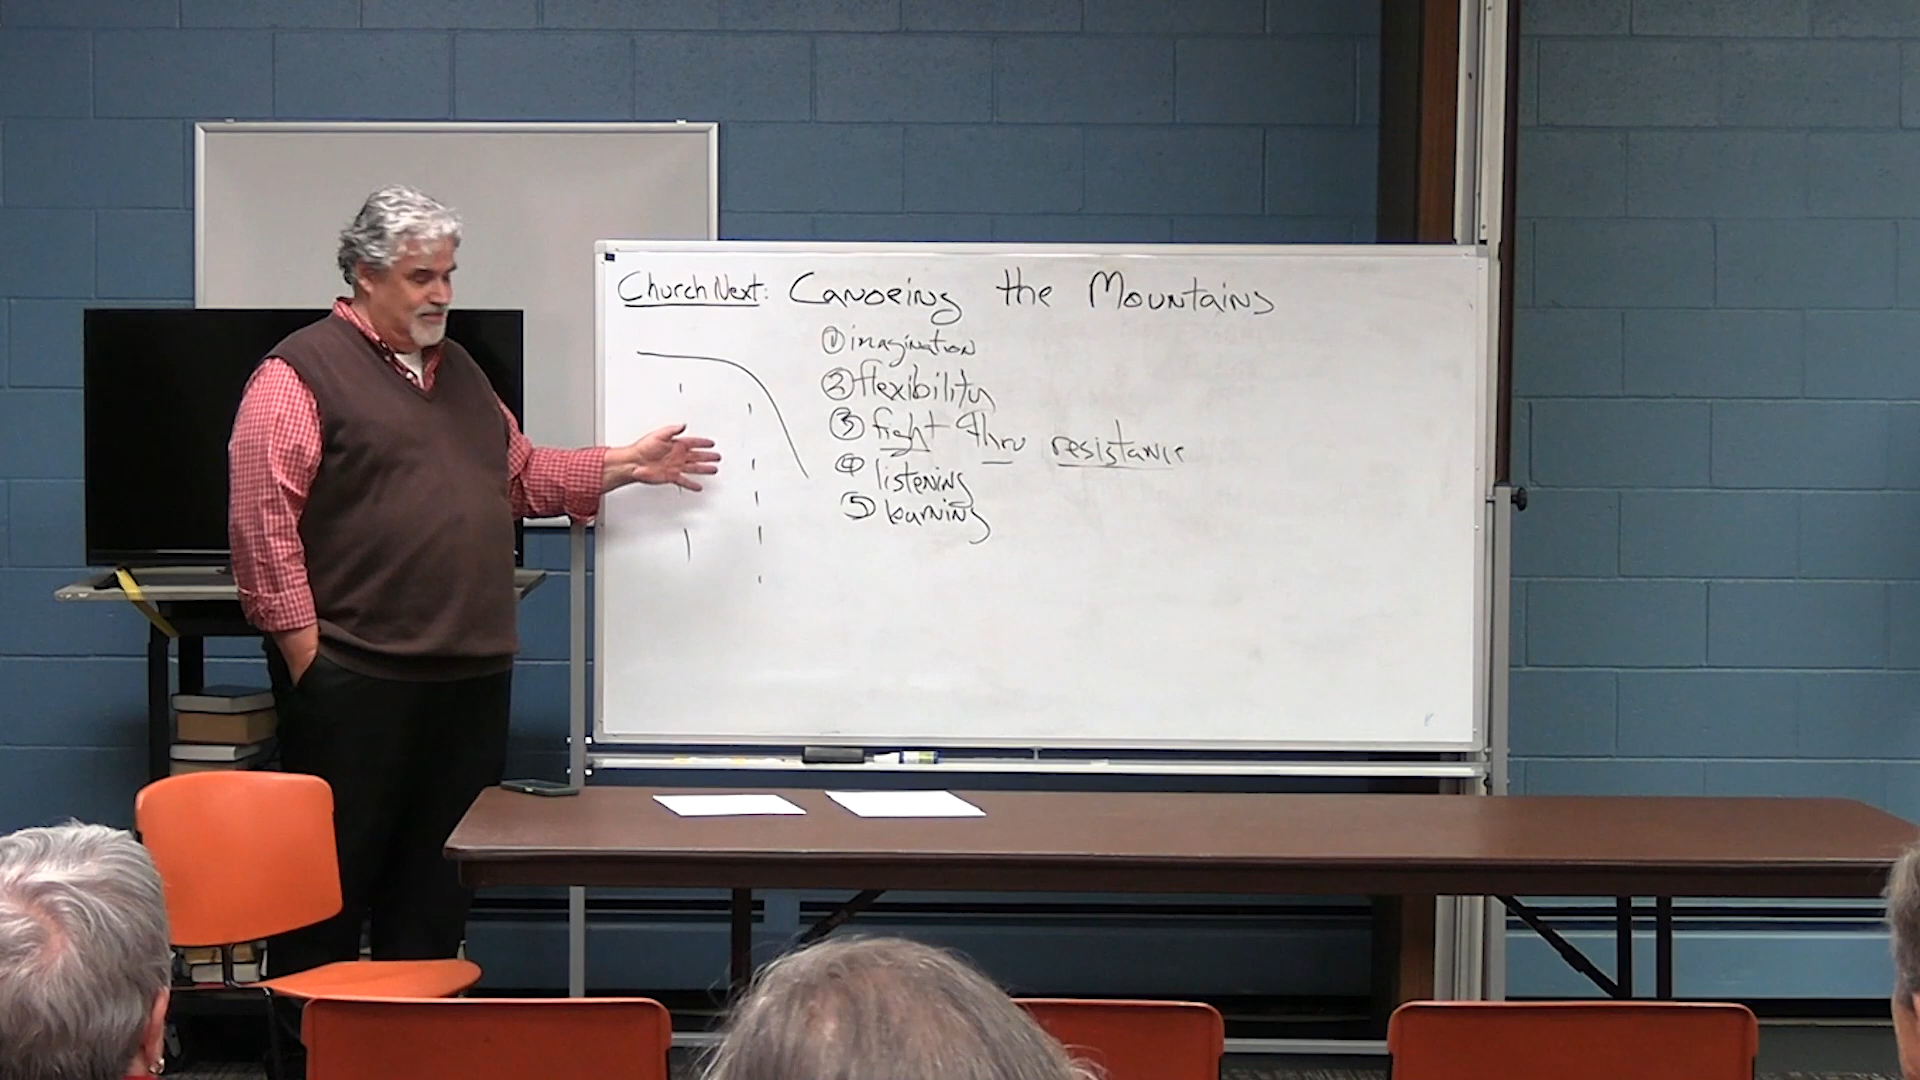 Church Next: Canoeing the Mountains
① imagination
② flexibility
③ fight thru resistance
④ listening
⑤ learning